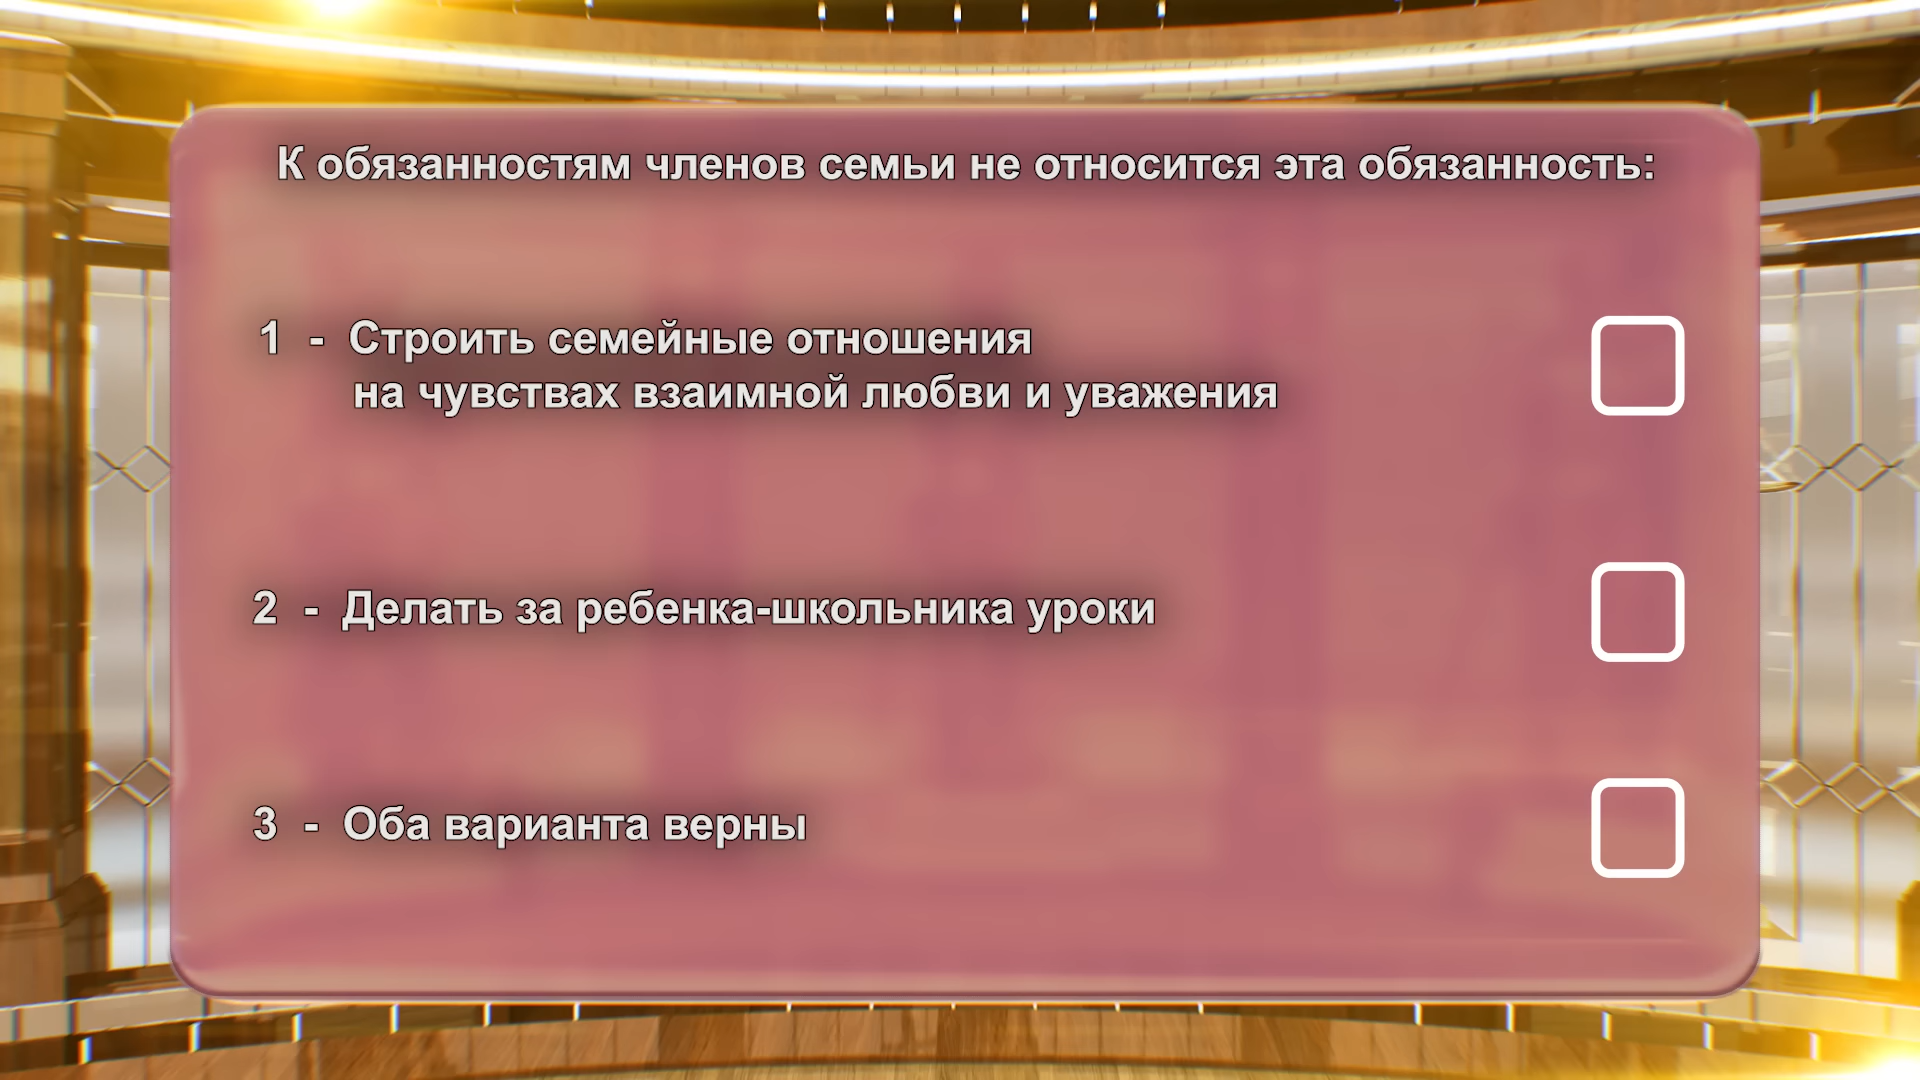 К обязанностям членов семьи не относится эта обязанность:
1 - Строить семейные отношения
на чувствах взаимной любви и уважения
2 - Делать за ребенка-школьника уроки
3 - Оба варианта верны